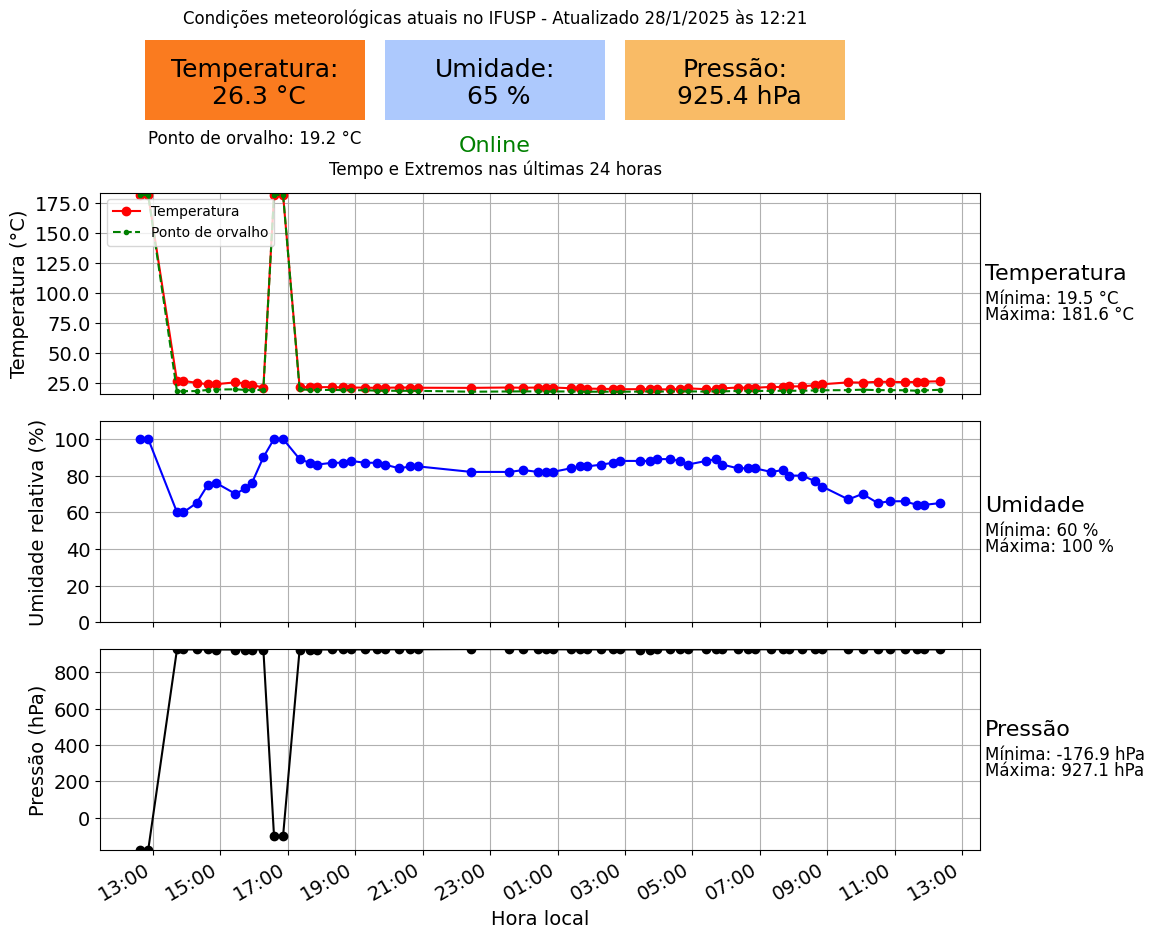 Condições meteorológicas atuais no IFUSP - Atualizado 28/1/2025 às 12:21
Temperatura:
26.3 °C
Umidade:
65 %
Pressão:
925.4 hPa
Ponto de orvalho: 19.2 °C
Online
Tempo e Extremos nas últimas 24 horas
Temperatura (°C)
175.0
150.0
125.0
100.0
75.0
50.0
25.0
Temperatura
Ponto de orvalho
Temperatura
Mínima: 19.5 °C
Máxima: 181.6 °C
Umidade relativa (%)
100
80
60
40
20
0
Umidade
Mínima: 60 %
Máxima: 100 %
Pressão (hPa)
800
600
400
200
0
Pressão
Mínima: -176.9 hPa
Máxima: 927.1 hPa
13:00
15:00
17:00
19:00
21:00
23:00
01:00
03:00
05:00
07:00
09:00
11:00
13:00
Hora local